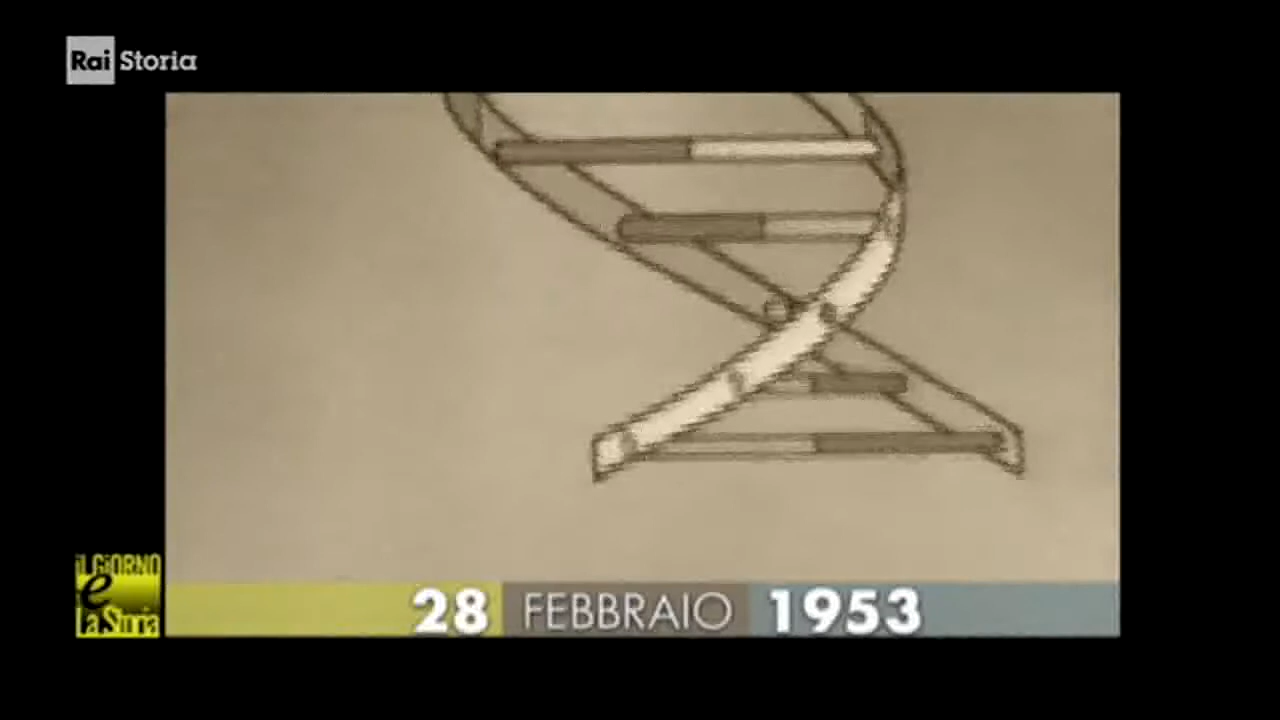 Rai Storia
iL GiORNO
e
La Storia
28 FEBBRAIO 1953